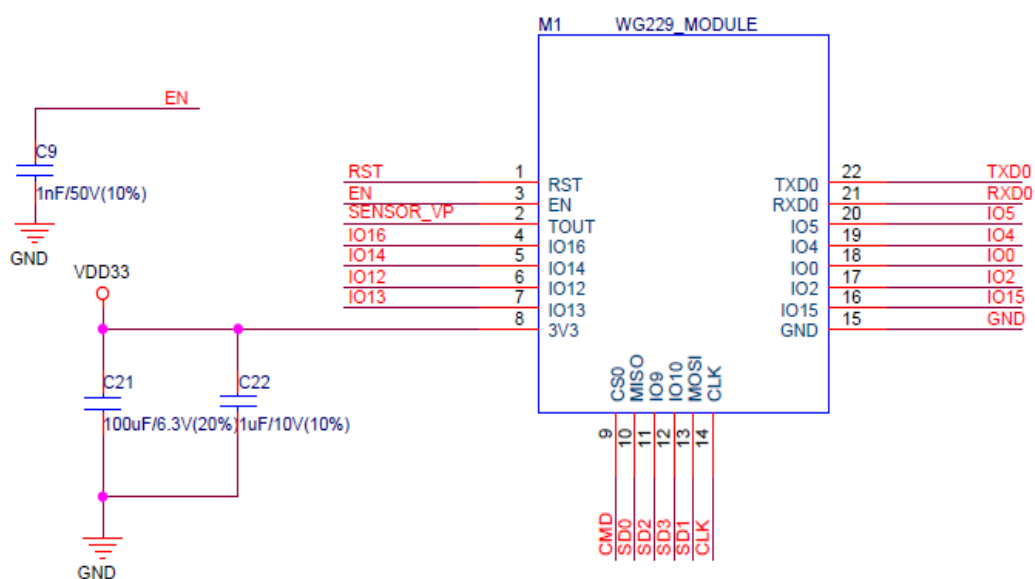 M1 WG229_MODULE
EN
C9
1nF/50V(10%)
GND
VDD33
C21
100uF/6.3V(20%)
C22
1uF/10V(10%)
GND
RST 1 RST
EN 3 EN
SENSOR_VP 2 TOUT
IO16 4 IO16
IO14 5 IO14
IO12 6 IO12
IO13 7 IO13
8 3V3
TXD0 22 TXD0
RXD0 21 RXD0
IO5 20 IO5
IO4 19 IO4
IO0 18 IO0
IO2 17 IO2
IO15 16 IO15
GND 15 GND
CS0 9 CMD
MISO 10 SD0
IO9 11 SD2
IO10 12 SD3
MOSI 13 SD1
CLK 14 CLK